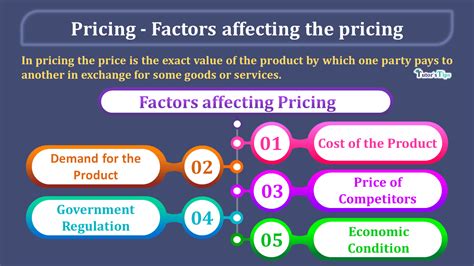 Pricing - Factors affecting the pricing
In pricing the price is the exact value of the product by which one party pays to
another in exchange for some goods or services.
Tutor'sTips
Factors affecting Pricing
01
Cost of the Product
Demand for the
Product
02
03
Price of
Competitors
Government
Regulation
04
05
Economic
Condition